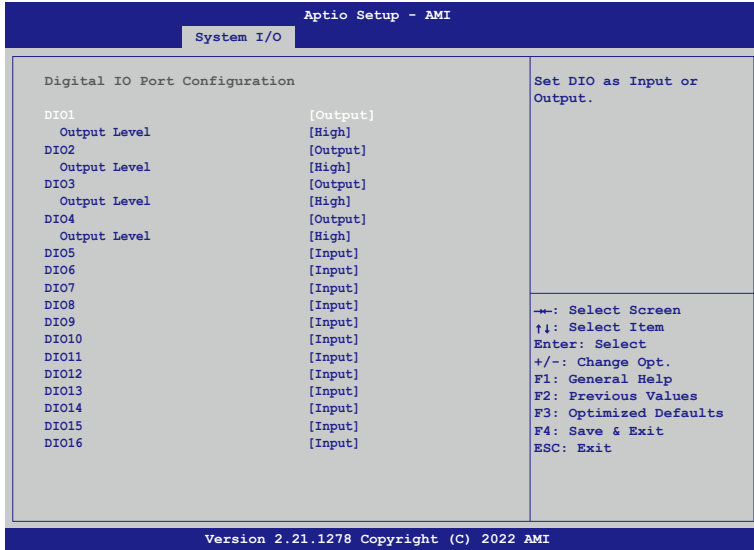 Aptio Setup - AMI
System I/O
Digital IO Port Configuration
DIO1 [Output]
Output Level [High]
DIO2 [Output]
Output Level [High]
DIO3 [Output]
Output Level [High]
DIO4 [Output]
Output Level [High]
DIO5 [Input]
DIO6 [Input]
DIO7 [Input]
DIO8 [Input]
DIO9 [Input]
DIO10 [Input]
DIO11 [Input]
DIO12 [Input]
DIO13 [Input]
DIO14 [Input]
DIO15 [Input]
DIO16 [Input]
Set DIO as Input or
Output.
→←: Select Screen
↑↓: Select Item
Enter: Select
+/-: Change Opt.
F1: General Help
F2: Previous Values
F3: Optimized Defaults
F4: Save & Exit
ESC: Exit
Version 2.21.1278 Copyright (C) 2022 AMI